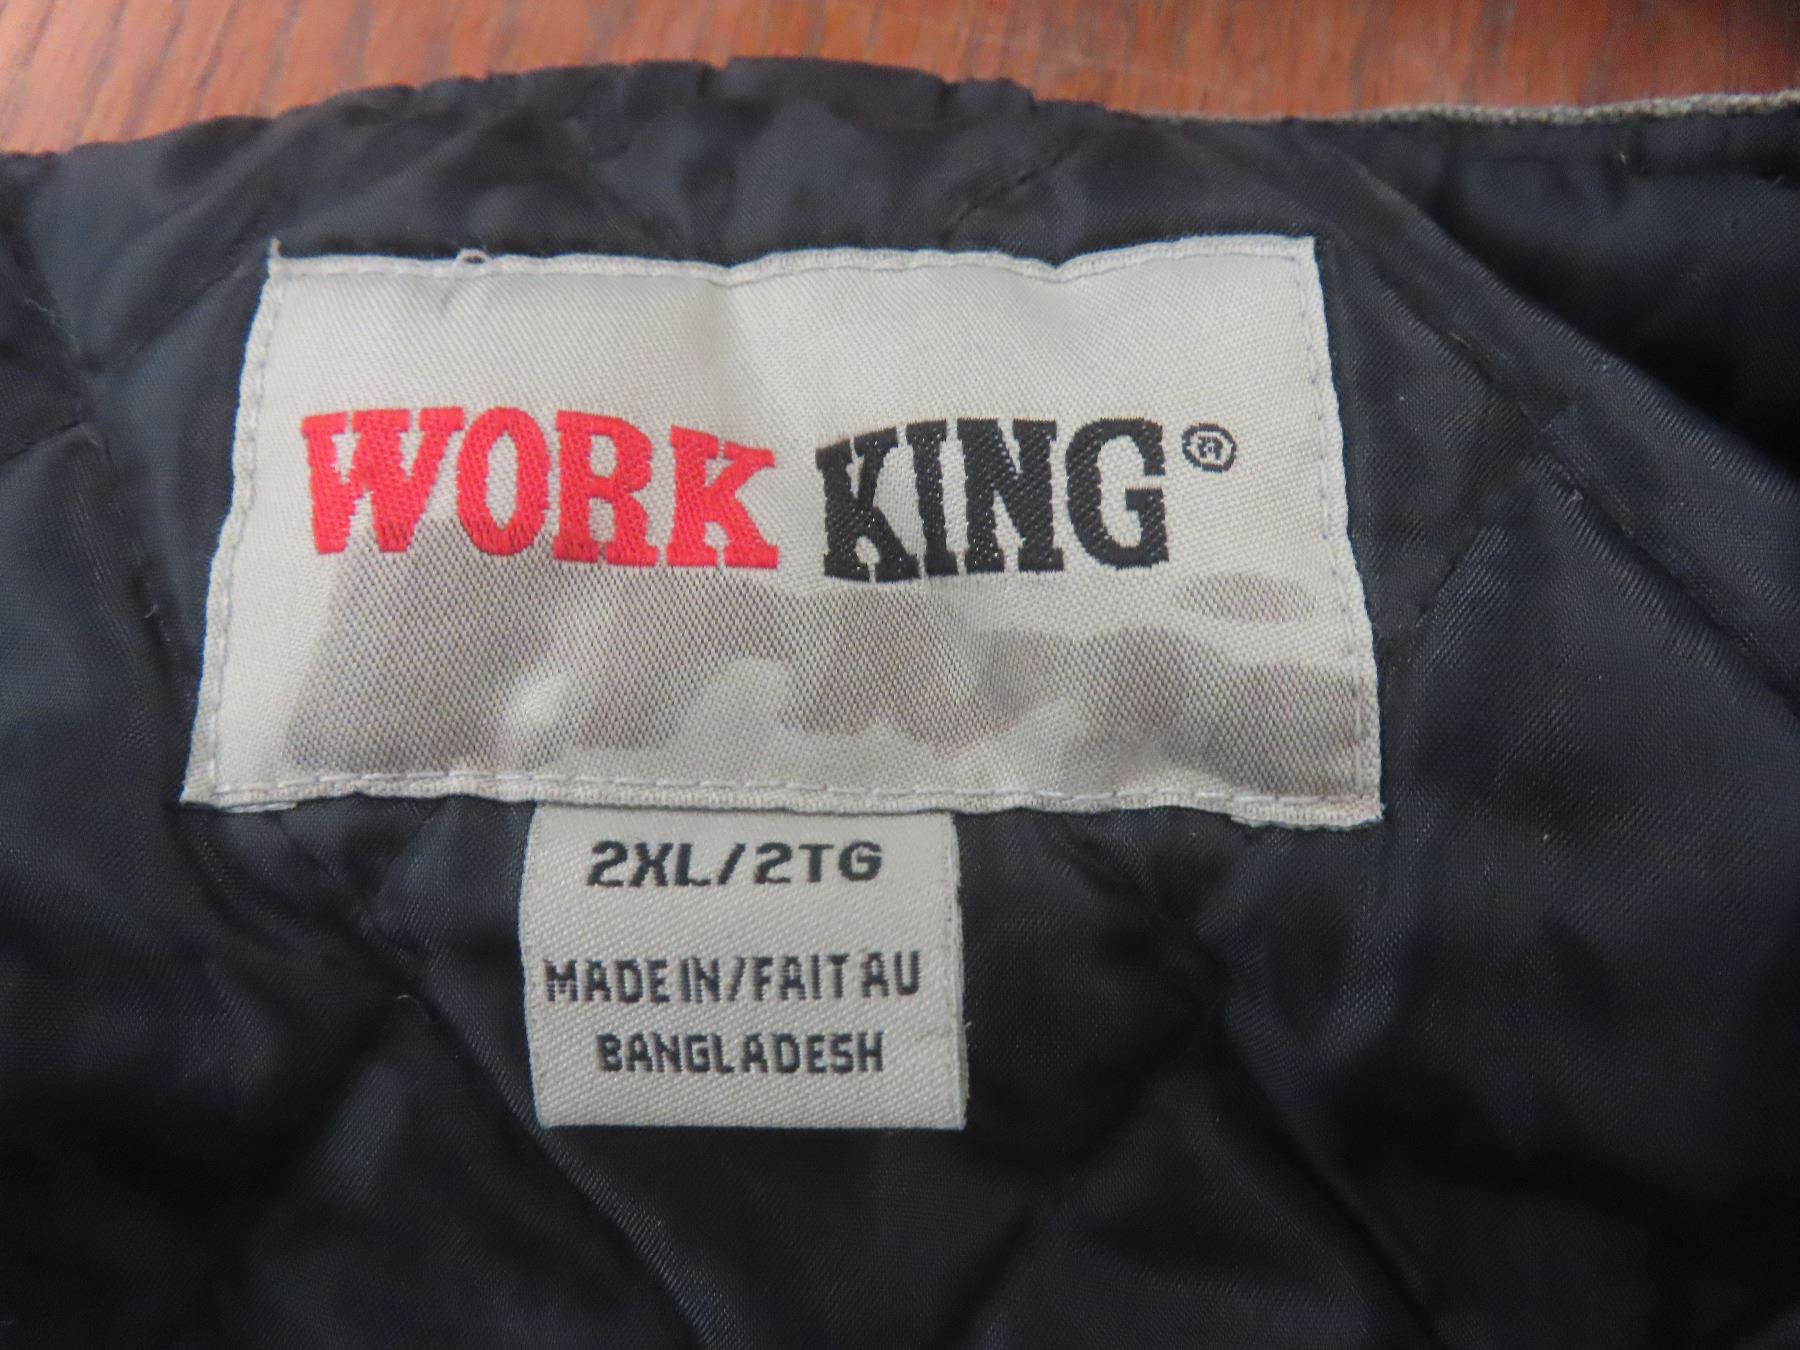 WORK KING®
2XL/2TG
MADE IN/FAIT AU
BANGLADESH